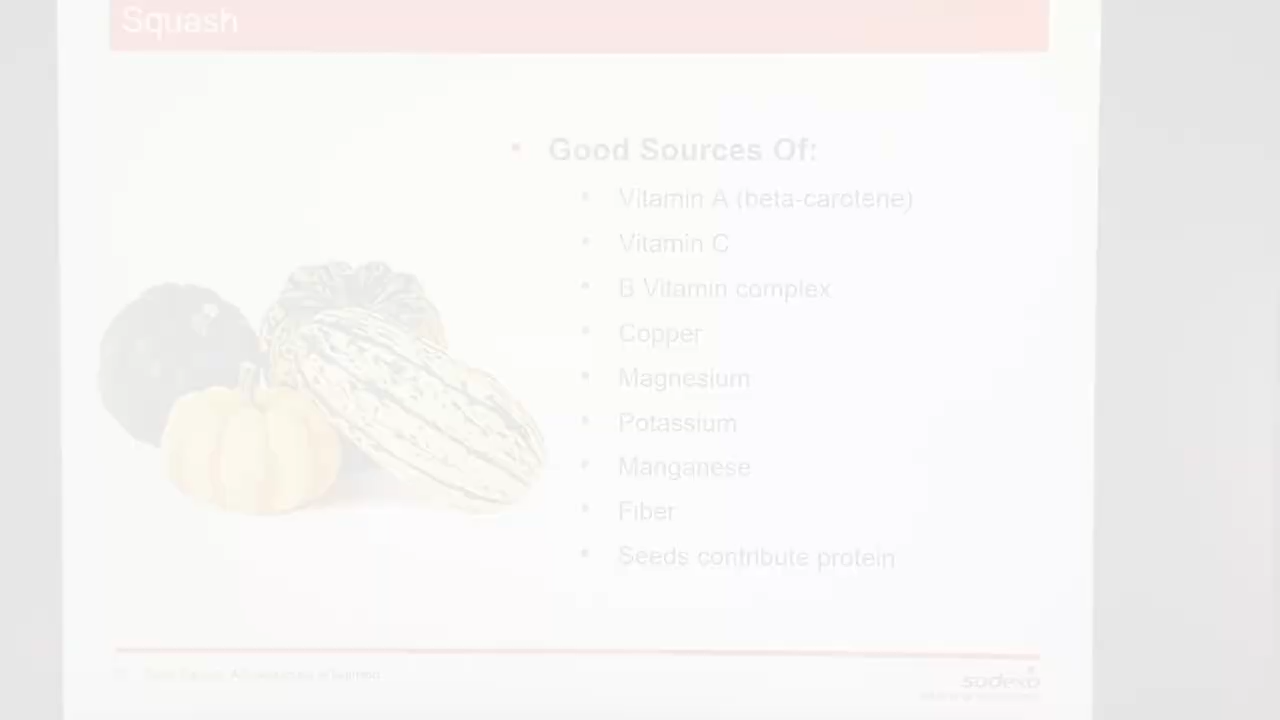 Squash
• Good Sources Of:
• Vitamin A (beta-carotene)
• Vitamin C
• B Vitamin complex
• Copper
• Magnesium
• Potassium
• Manganese
• Fiber
• Seeds contribute protein
sodexo